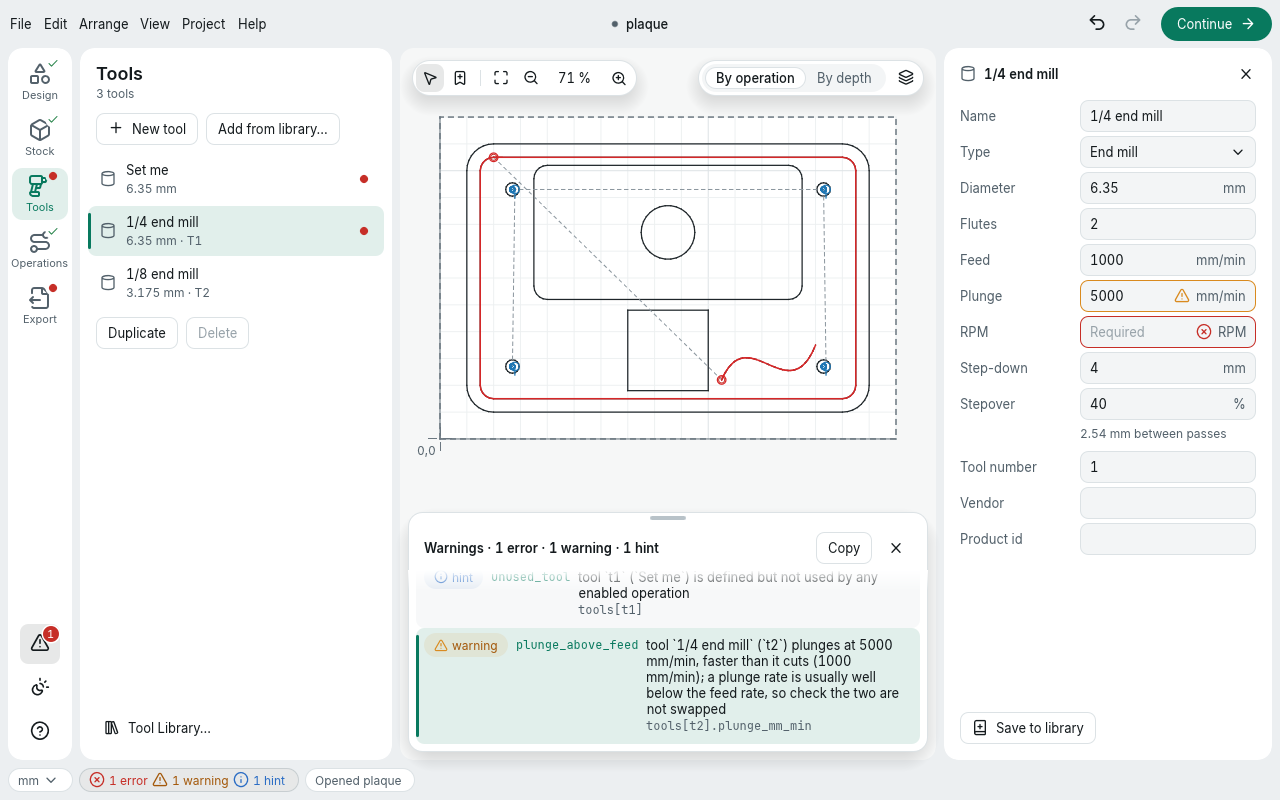 File Edit Arrange View Project Help
plaque
Continue
Design
Stock
Tools
Operations
Export
1
Tools
3 tools
New tool
Add from library...
Set me
6.35 mm
1/4 end mill
6.35 mm · T1
1/8 end mill
3.175 mm · T2
Duplicate
Delete
Tool Library...
71 %
By operation
By depth
0,0
Warnings · 1 error · 1 warning · 1 hint
Copy
hint
unused_tool
tool `t1` (`Set me`) is defined but not used by any
enabled operation
tools[t1]
warning
plunge_above_feed
tool `1/4 end mill` (`t2`) plunges at 5000
mm/min, faster than it cuts (1000
mm/min); a plunge rate is usually well
below the feed rate, so check the two are
not swapped
tools[t2].plunge_mm_min
1/4 end mill
Name 1/4 end mill
Type End mill
Diameter 6.35 mm
Flutes 2
Feed 1000 mm/min
Plunge 5000 mm/min
RPM Required RPM
Step-down 4 mm
Stepover 40 %
2.54 mm between passes
Tool number 1
Vendor
Product id
Save to library
mm
1 error 1 warning 1 hint
Opened plaque